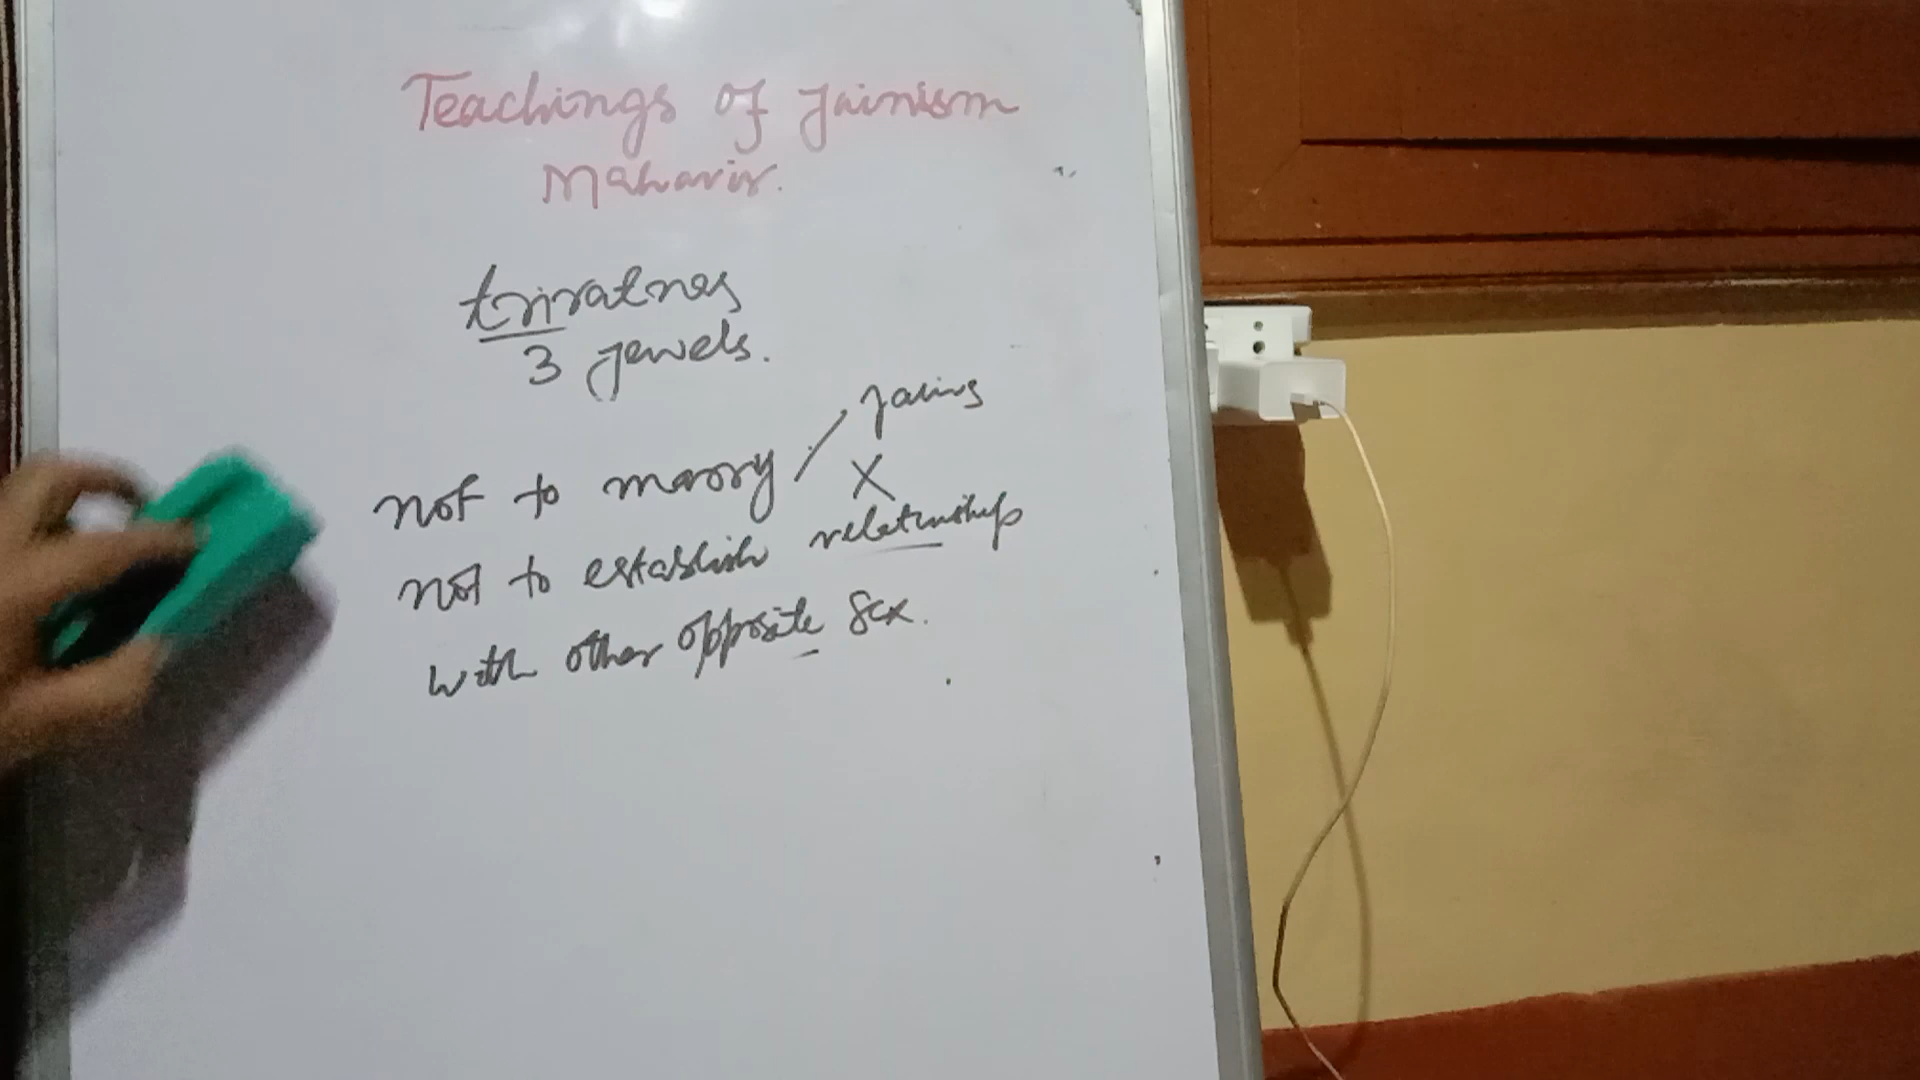 Teachings of Jainism
Mahavir.
triratnas
3 jewels.
not to marry / Jains
X
not to establish relationship
with other opposite sex.